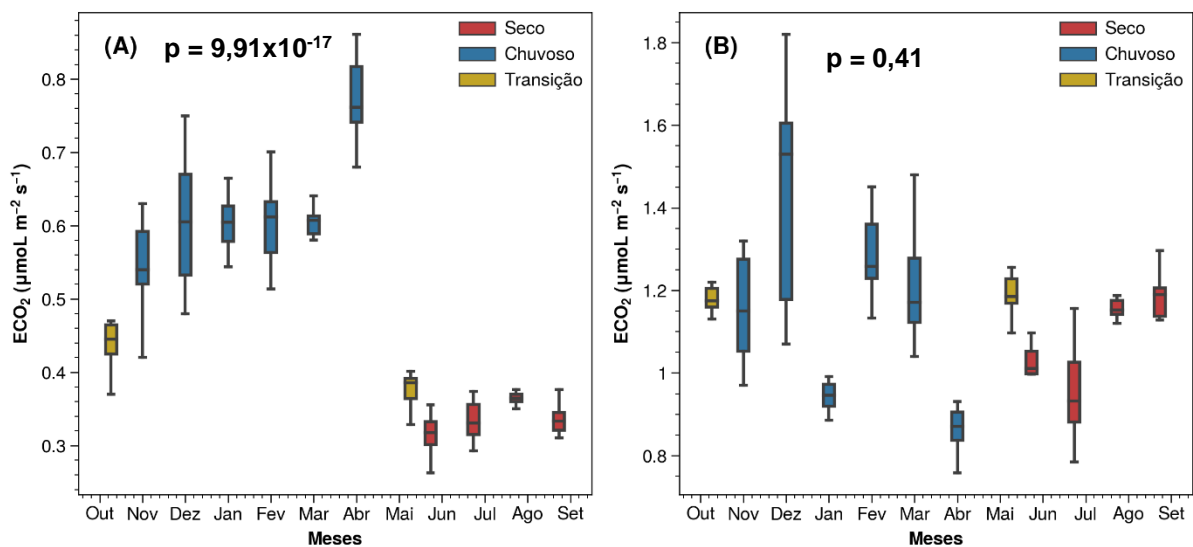 (A)
p = 9,91x10⁻¹⁷
Seco
Chuvoso
Transição
0.8
0.7
0.6
0.5
0.4
0.3
ECO₂ (µmoL m⁻² s⁻¹)
Out Nov Dez Jan Fev Mar Abr Mai Jun Jul Ago Set
Meses
(B)
p = 0,41
Seco
Chuvoso
Transição
1.8
1.6
1.4
1.2
1
0.8
ECO₂ (µmoL m⁻² s⁻¹)
Out Nov Dez Jan Fev Mar Abr Mai Jun Jul Ago Set
Meses